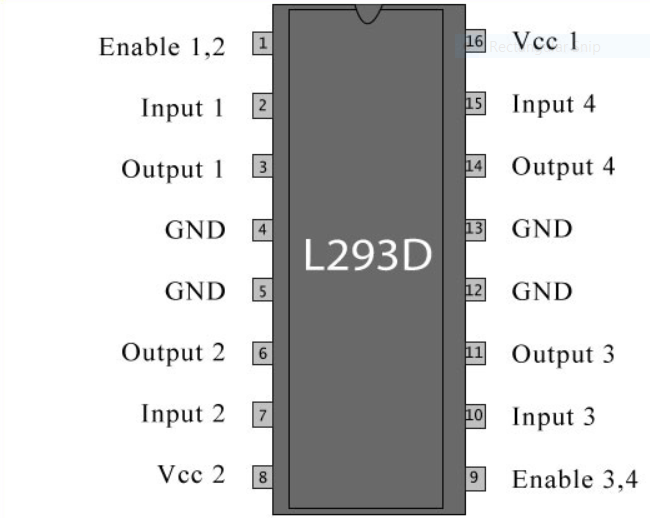 Enable 1,2
1
16
Vcc 1
Rectangular Snip
Input 1
2
15
Input 4
Output 1
3
14
Output 4
GND
4
13
GND
L293D
GND
5
12
GND
Output 2
6
11
Output 3
Input 2
7
10
Input 3
Vcc 2
8
9
Enable 3,4